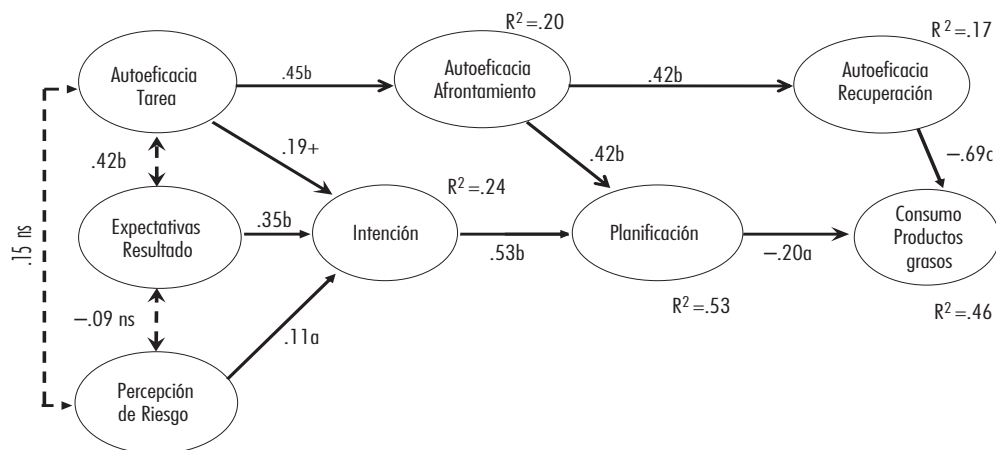 R² =.20
R ² =.17
Autoeficacia
Tarea
.45b
Autoeficacia
Afrontamiento
.42b
Autoeficacia
Recuperación
.42b
.19+
.42b
−.69c
R² =.24
.15 ns
Expectativas
Resultado
.35b
Intención
.53b
Planificación
−.20a
Consumo
Productos
grasos
−.09 ns
.11a
R² =.53
R² =.46
Percepción
de Riesgo